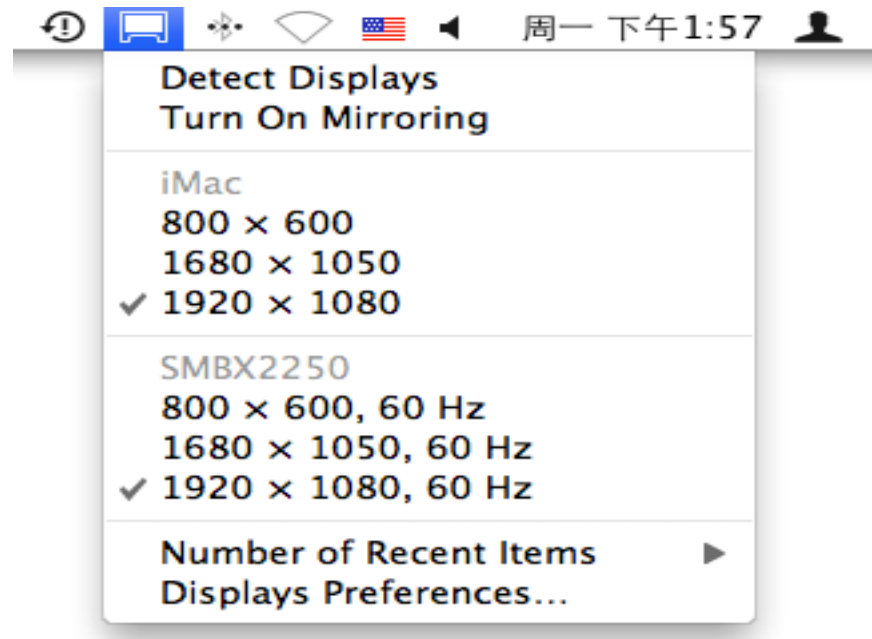 周一 下午1:57
Detect Displays
Turn On Mirroring
iMac
800 × 600
1680 × 1050
1920 × 1080
SMBX2250
800 × 600, 60 Hz
1680 × 1050, 60 Hz
1920 × 1080, 60 Hz
Number of Recent Items
Displays Preferences...